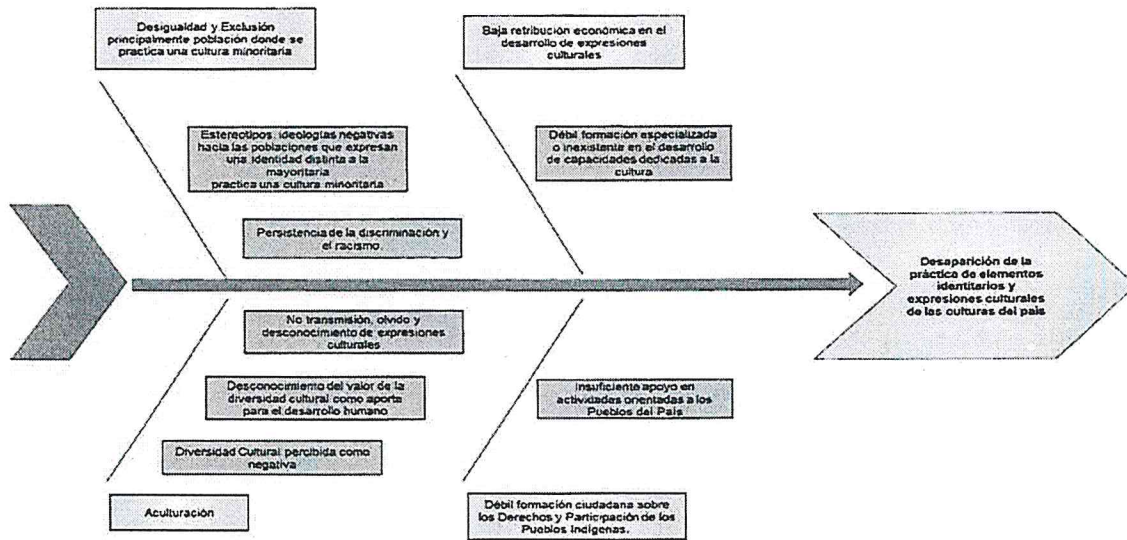 Desigualdad y Exclusión
principalmente población donde se
practica una cultura minoritaria
Baja retribución económica en el
desarrollo de expresiones
culturales
Estereotipos, ideologías negativas
hacia las poblaciones que expresan
una identidad distinta a la
mayoritaria
practica una cultura minoritaria
Débil formación especializada
o inexistente en el desarrollo
de capacidades dedicadas a la
cultura
Persistencia de la discriminación y
el racismo.
Desaparición de la
práctica de elementos
identitarios y
expresiones culturales
de las culturas del país
No transmisión, olvido y
desconocimiento de expresiones
culturales
Desconocimiento del valor de la
diversidad cultural como aporte
para el desarrollo humano
Insuficiente apoyo en
actividades orientadas a los
Pueblos del País
Diversidad Cultural percibida como
negativa
Aculturación
Débil formación ciudadana sobre
los Derechos y Participación de los
Pueblos Indígenas.